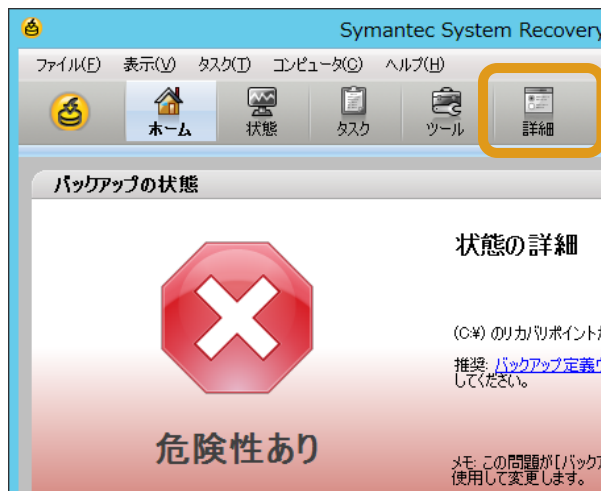 Symantec System Recovery
ファイル(F) 表示(V) タスク(T) コンピュータ(C) ヘルプ(H)
ホーム 状態 タスク ツール 詳細
バックアップの状態
状態の詳細
(C:¥) のリカバリポイントが
推奨: バックアップ定義ウ
してください。
危険性あり
メモ: この問題が [バックア
使用して変更します。